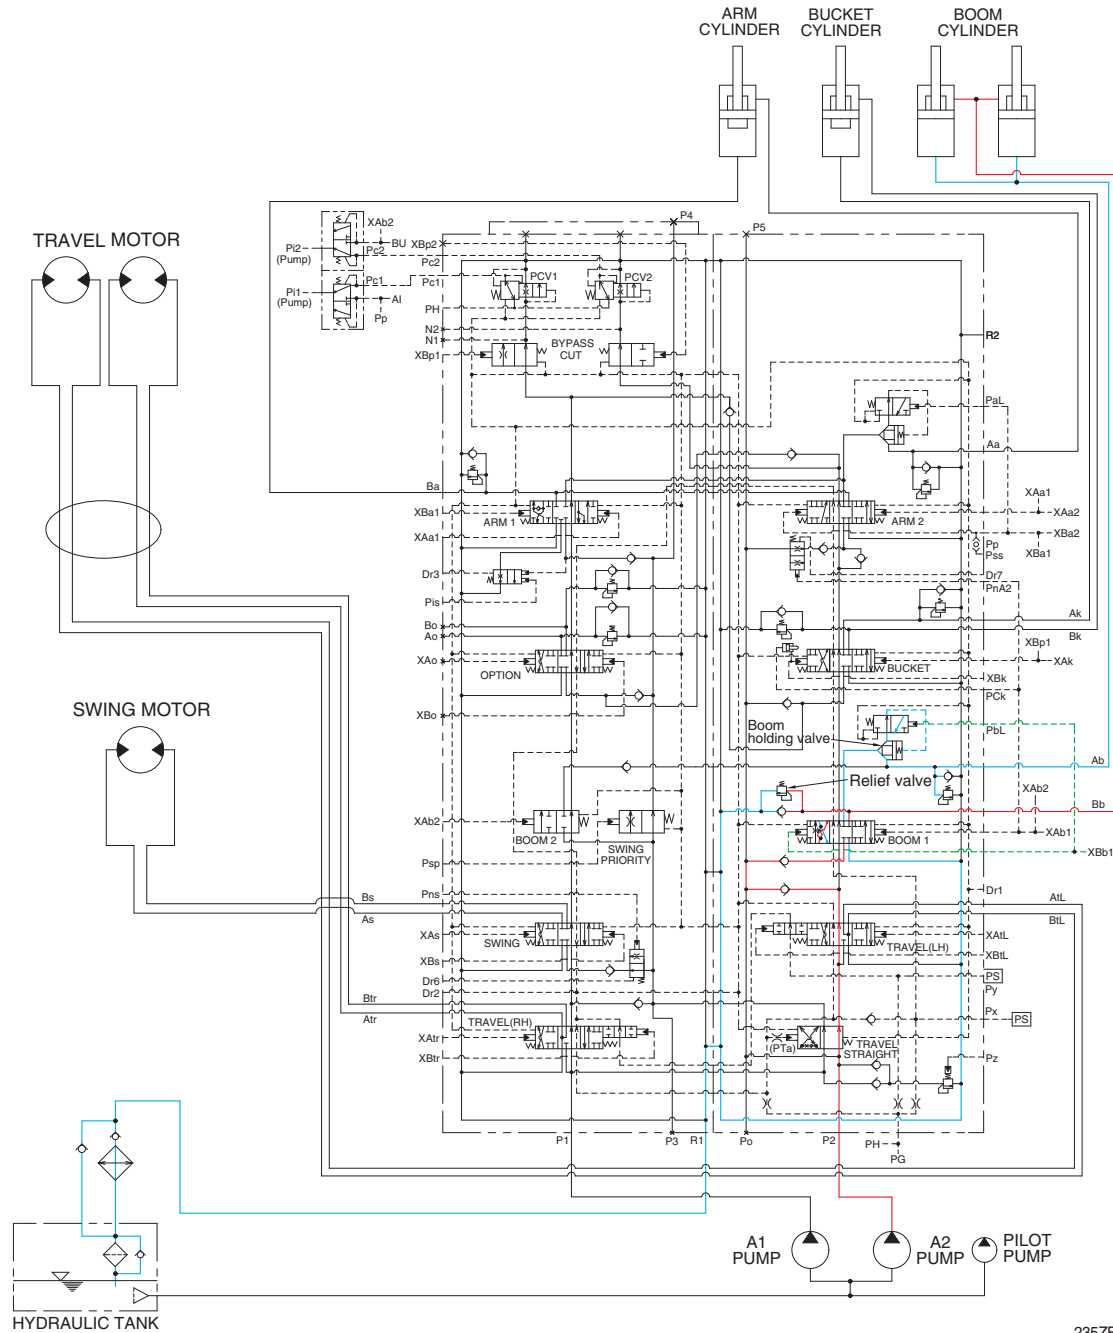 ARM
CYLINDER
BUCKET
CYLINDER
BOOM
CYLINDER
TRAVEL MOTOR
XAb2
Pi2
(Pump)
BU
Pc2
XBp2
P4
P5
Pc2
Pc1
Pc1
Pi1
(Pump)
AI
Pp
PCV1
PCV2
PH
N2
N1
XBp1
BYPASS
CUT
R2
PaL
Aa
Ba
XBa1
XAa1
ARM 1
ARM 2
XAa1
XAa2
XBa2
XBa1
Pp
Pss
Dr3
Pis
Dr7
PnA2
Bo
Ao
Ak
Bk
XAo
OPTION
XBo
BUCKET
XBp1
XAk
XBk
PCk
SWING MOTOR
Boom
holding valve
PbL
Ab
Relief valve
XAb2
Bb
XAb2
BOOM 2
SWING
PRIORITY
BOOM 1
XAb1
XBb1
Psp
Pns
Dr1
Bs
As
AtL
BtL
XAs
SWING
XBs
TRAVEL(LH)
XAtL
XBtL
Dr6
Dr2
PS
Py
Btr
Atr
TRAVEL(RH)
Px
PS
XAtr
XBtr
(PTa)
TRAVEL
STRAIGHT
Pz
P1
P3
R1
Po
P2
PH
PG
A1
PUMP
A2
PUMP
PILOT
PUMP
HYDRAULIC TANK